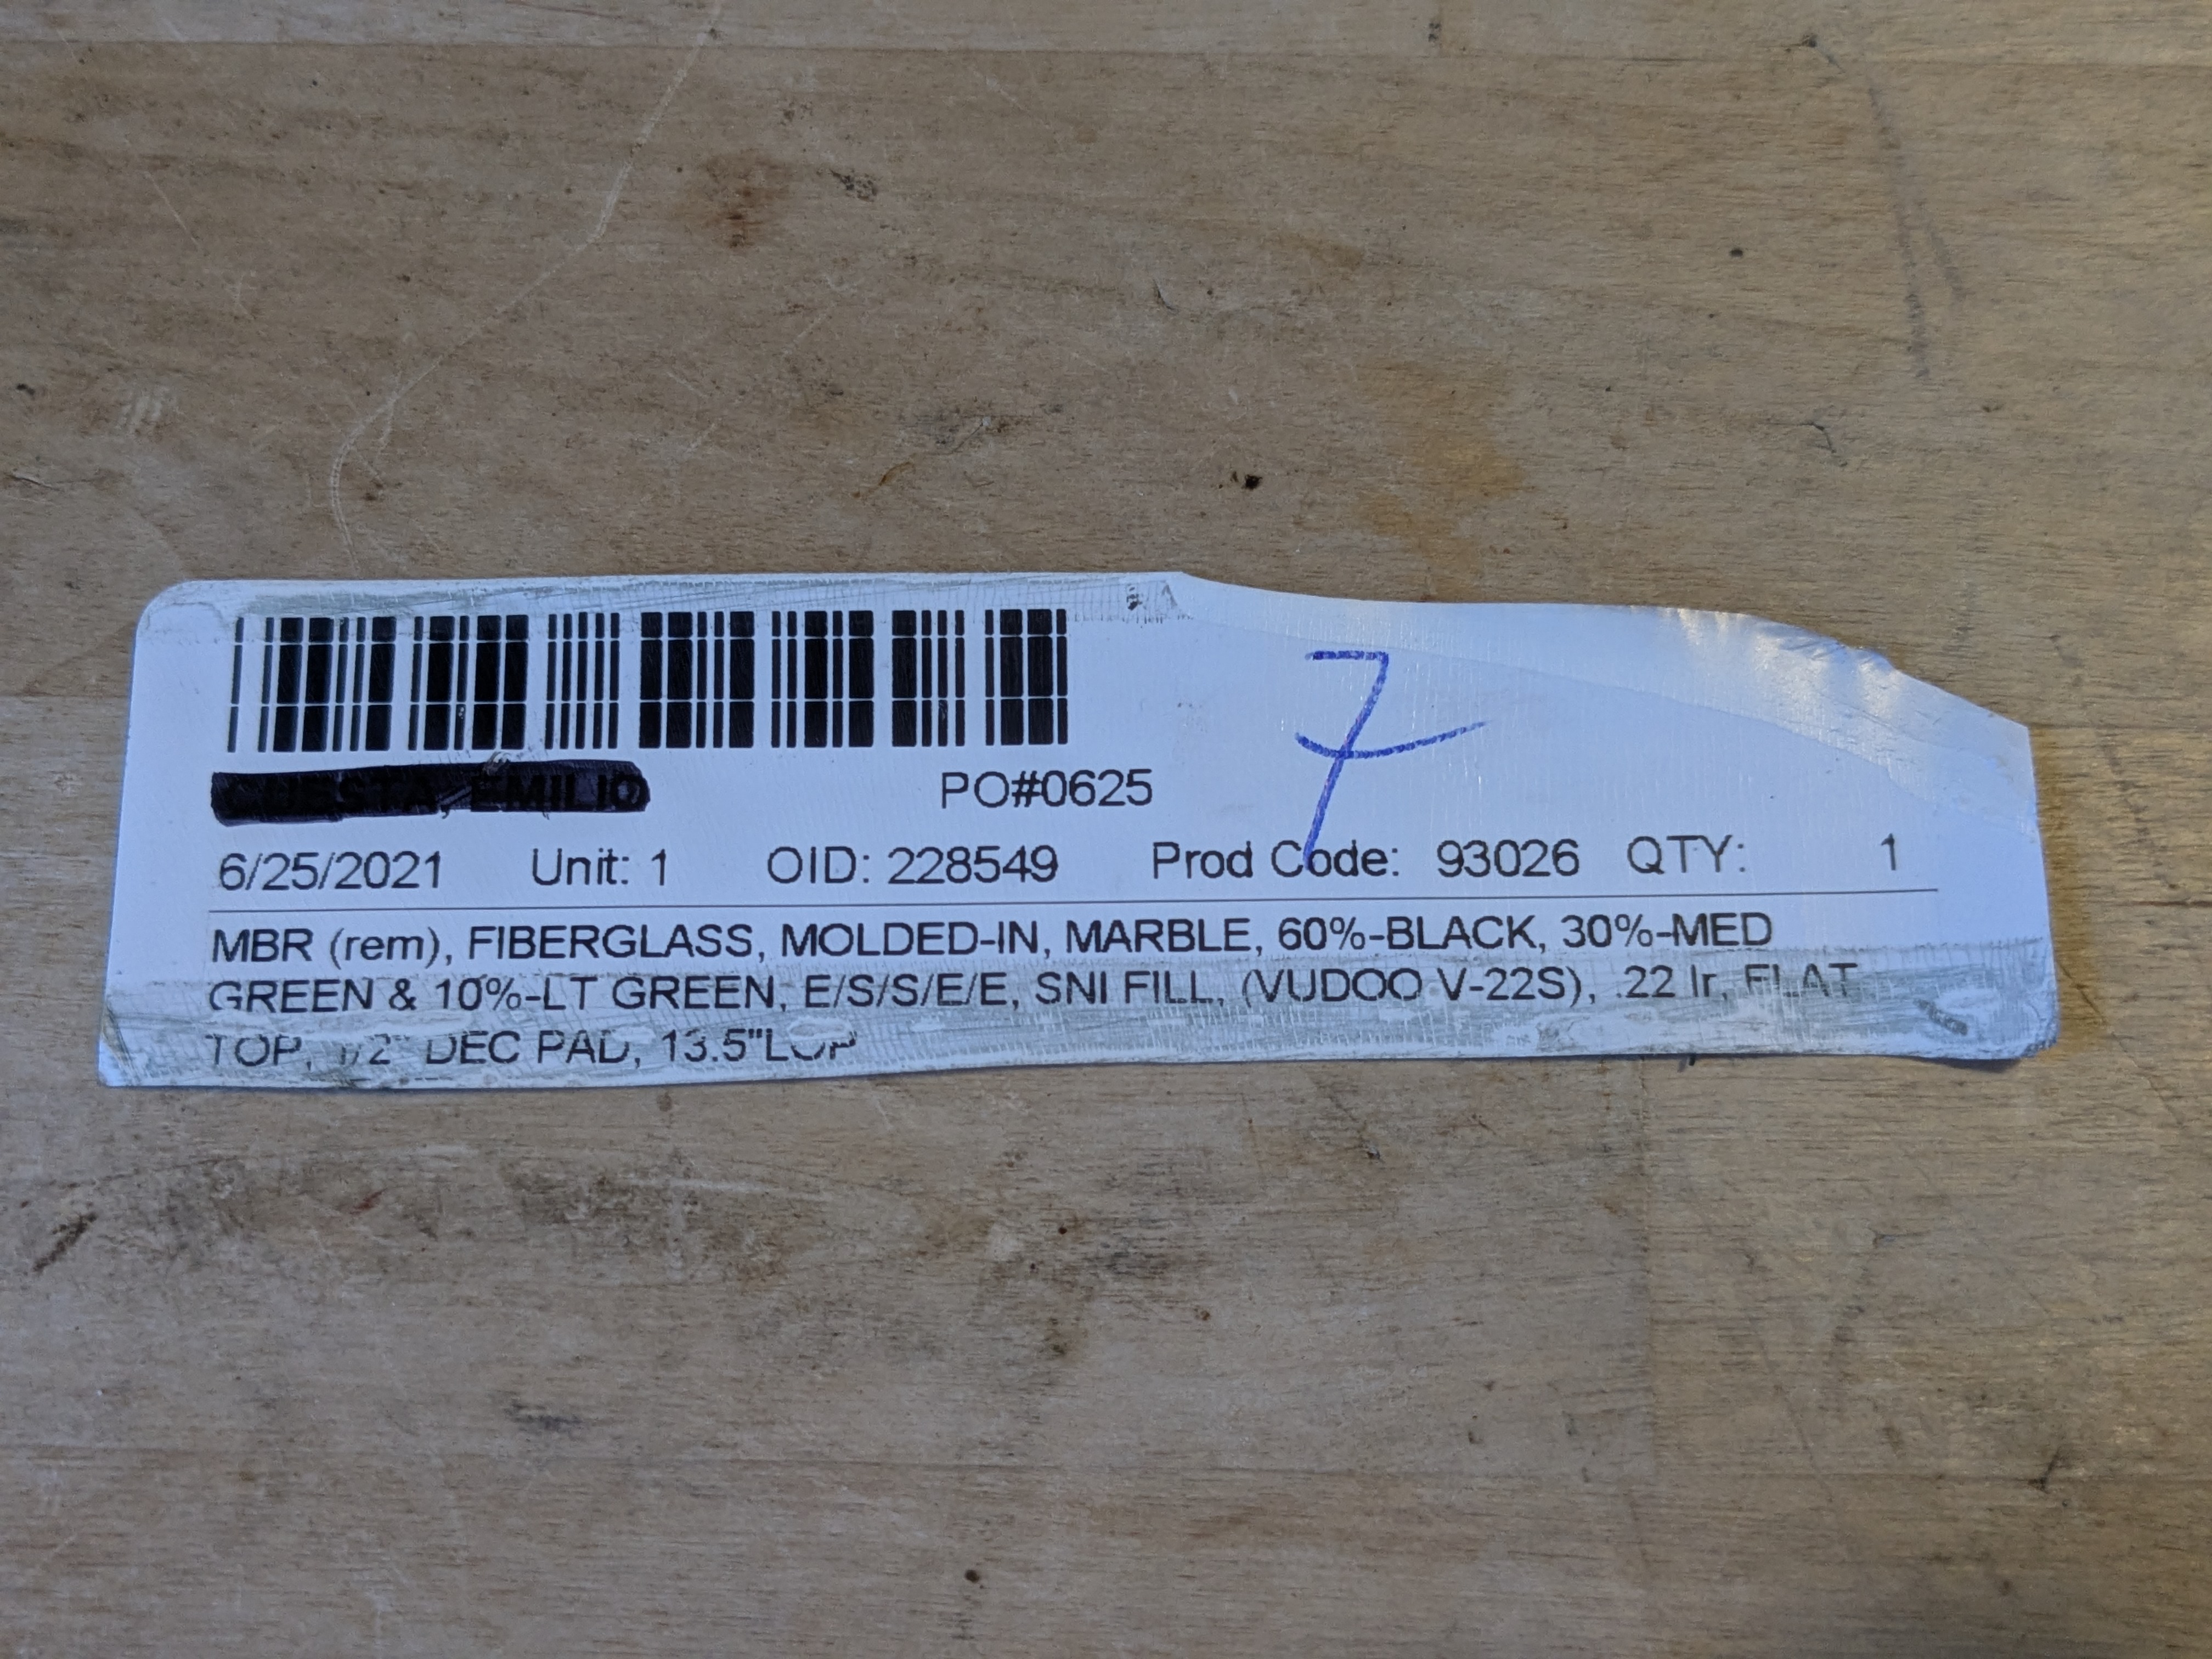 7
PO#0625
6/25/2021 Unit: 1 OID: 228549 Prod Code: 93026 QTY: 1
MBR (rem), FIBERGLASS, MOLDED-IN, MARBLE, 60%-BLACK, 30%-MED
GREEN & 10%-LT GREEN, E/S/S/E/E, SNI FILL, (VUDOO V-22S), .22 lr, FLAT
TOP, 1/2" DEC PAD, 13.5"LOP